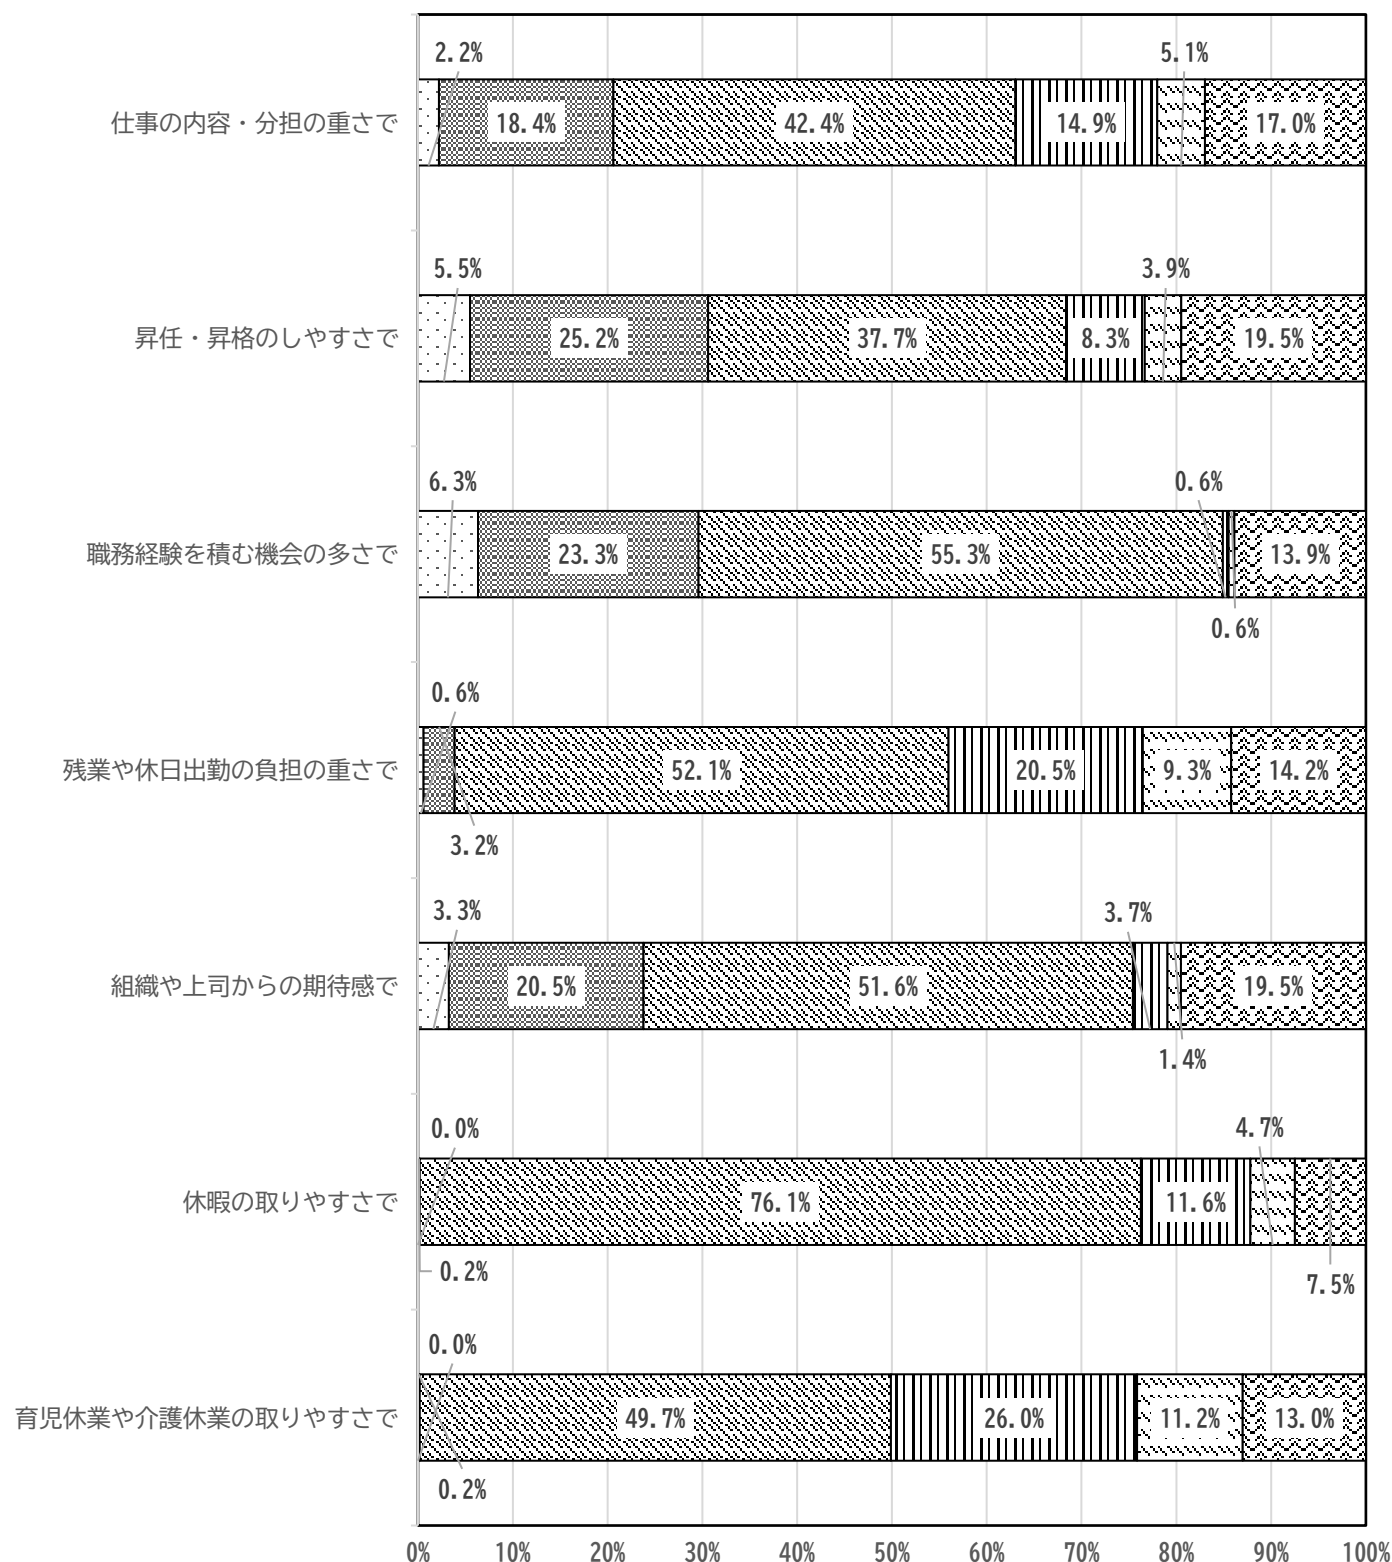 2.2% 5.1%
仕事の内容・分担の重さで 18.4% 42.4% 14.9% 17.0%
5.5% 3.9%
昇任・昇格のしやすさで 25.2% 37.7% 8.3% 19.5%
6.3% 0.6%
職務経験を積む機会の多さで 23.3% 55.3% 13.9%
0.6%
0.6%
残業や休日出勤の負担の重さで 52.1% 20.5% 9.3% 14.2%
3.2%
3.3% 3.7%
組織や上司からの期待感で 20.5% 51.6% 19.5%
1.4%
0.0% 4.7%
休暇の取りやすさで 76.1% 11.6%
0.2% 7.5%
0.0%
育児休業や介護休業の取りやすさで 49.7% 26.0% 11.2% 13.0%
0.2%
0% 10% 20% 30% 40% 50% 60% 70% 80% 90% 100%